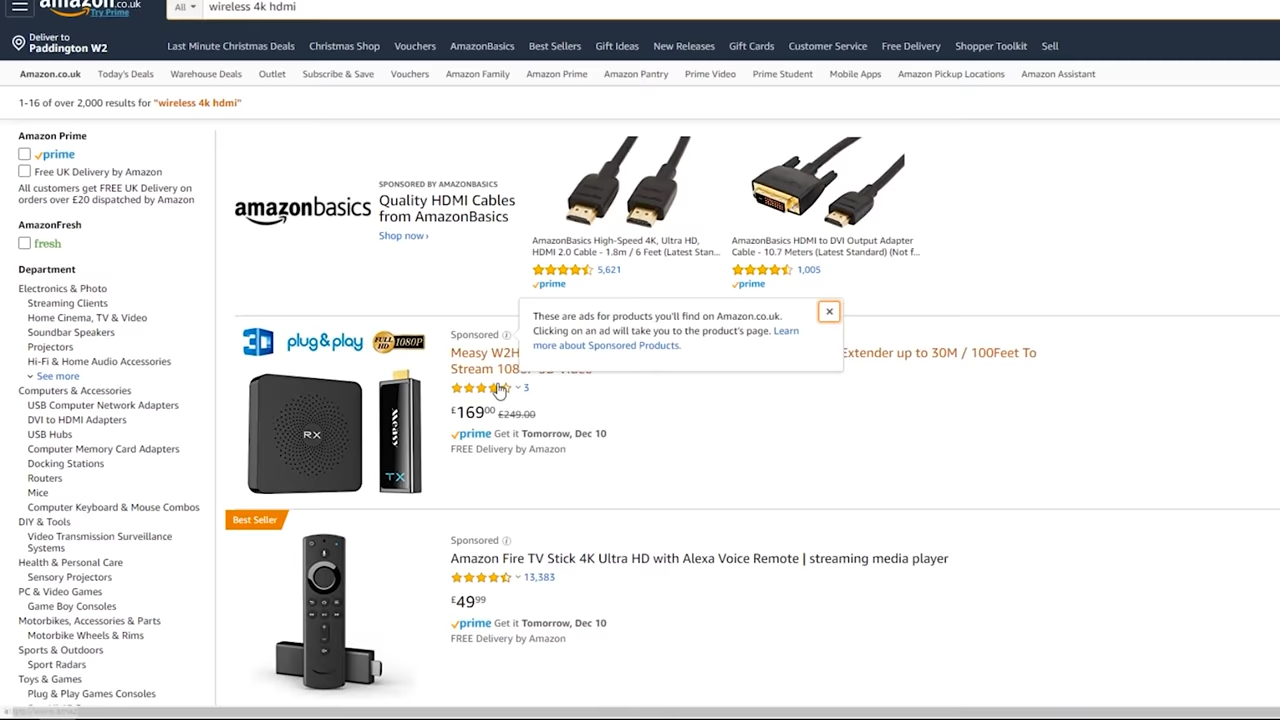 amazon.co.uk
Try Prime
All
wireless 4k hdmi
Deliver to
Paddington W2
Last Minute Christmas Deals Christmas Shop Vouchers AmazonBasics Best Sellers Gift Ideas New Releases Gift Cards Customer Service Free Delivery Shopper Toolkit Sell
Amazon.co.uk Today's Deals Warehouse Deals Outlet Subscribe & Save Vouchers Amazon Family Amazon Prime Amazon Pantry Prime Video Prime Student Mobile Apps Amazon Pickup Locations Amazon Assistant
1-16 of over 2,000 results for "wireless 4k hdmi"
Amazon Prime
prime
Free UK Delivery by Amazon
All customers get FREE UK Delivery on
orders over £20 dispatched by Amazon
AmazonFresh
fresh
Department
Electronics & Photo
Streaming Clients
Home Cinema, TV & Video
Soundbar Speakers
Projectors
Hi-Fi & Home Audio Accessories
See more
Computers & Accessories
USB Computer Network Adapters
DVI to HDMI Adapters
USB Hubs
Computer Memory Card Adapters
Docking Stations
Routers
Mice
Computer Keyboard & Mouse Combos
DIY & Tools
Video Transmission Surveillance
Systems
Health & Personal Care
Sensory Projectors
PC & Video Games
Game Boy Consoles
Motorbikes, Accessories & Parts
Motorbike Wheels & Rims
Sports & Outdoors
Sport Radars
Toys & Games
Plug & Play Games Consoles
amazonbasics
SPONSORED BY AMAZONBASICS
Quality HDMI Cables
from AmazonBasics
Shop now ›
AmazonBasics High-Speed 4K, Ultra HD,
HDMI 2.0 Cable - 1.8m / 6 Feet (Latest Stan...
5,621
prime
AmazonBasics HDMI to DVI Output Adapter
Cable - 10.7 Meters (Latest Standard) (Not f...
1,005
prime
These are ads for products you'll find on Amazon.co.uk.
Clicking on an ad will take you to the product's page. Learn
more about Sponsored Products.
3D plug&play FULL HD 1080P
RX
Measy
TX
Sponsored
Measy W2H Extender up to 30M / 100Feet To
Stream 1080P 3D Video
3
£169.00 £249.00
prime Get it Tomorrow, Dec 10
FREE Delivery by Amazon
Best Seller
Sponsored
Amazon Fire TV Stick 4K Ultra HD with Alexa Voice Remote | streaming media player
13,383
£49.99
prime Get it Tomorrow, Dec 10
FREE Delivery by Amazon